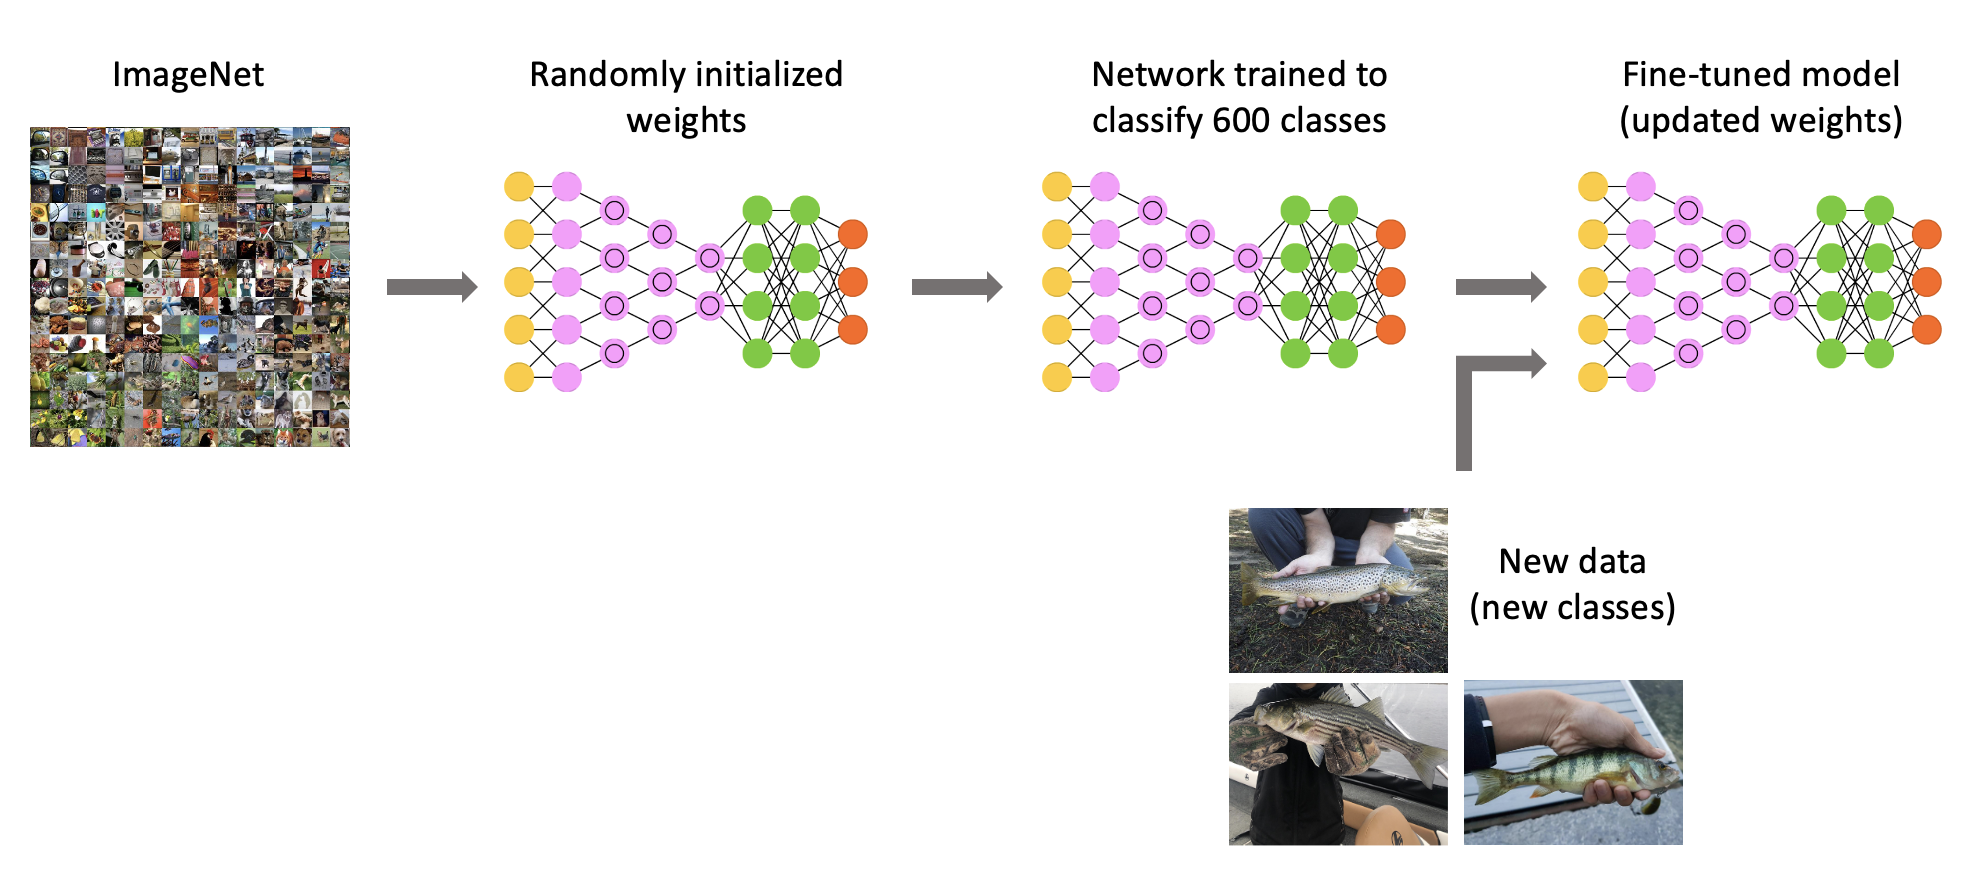 ImageNet
Randomly initialized
weights
Network trained to
classify 600 classes
Fine-tuned model
(updated weights)
New data
(new classes)